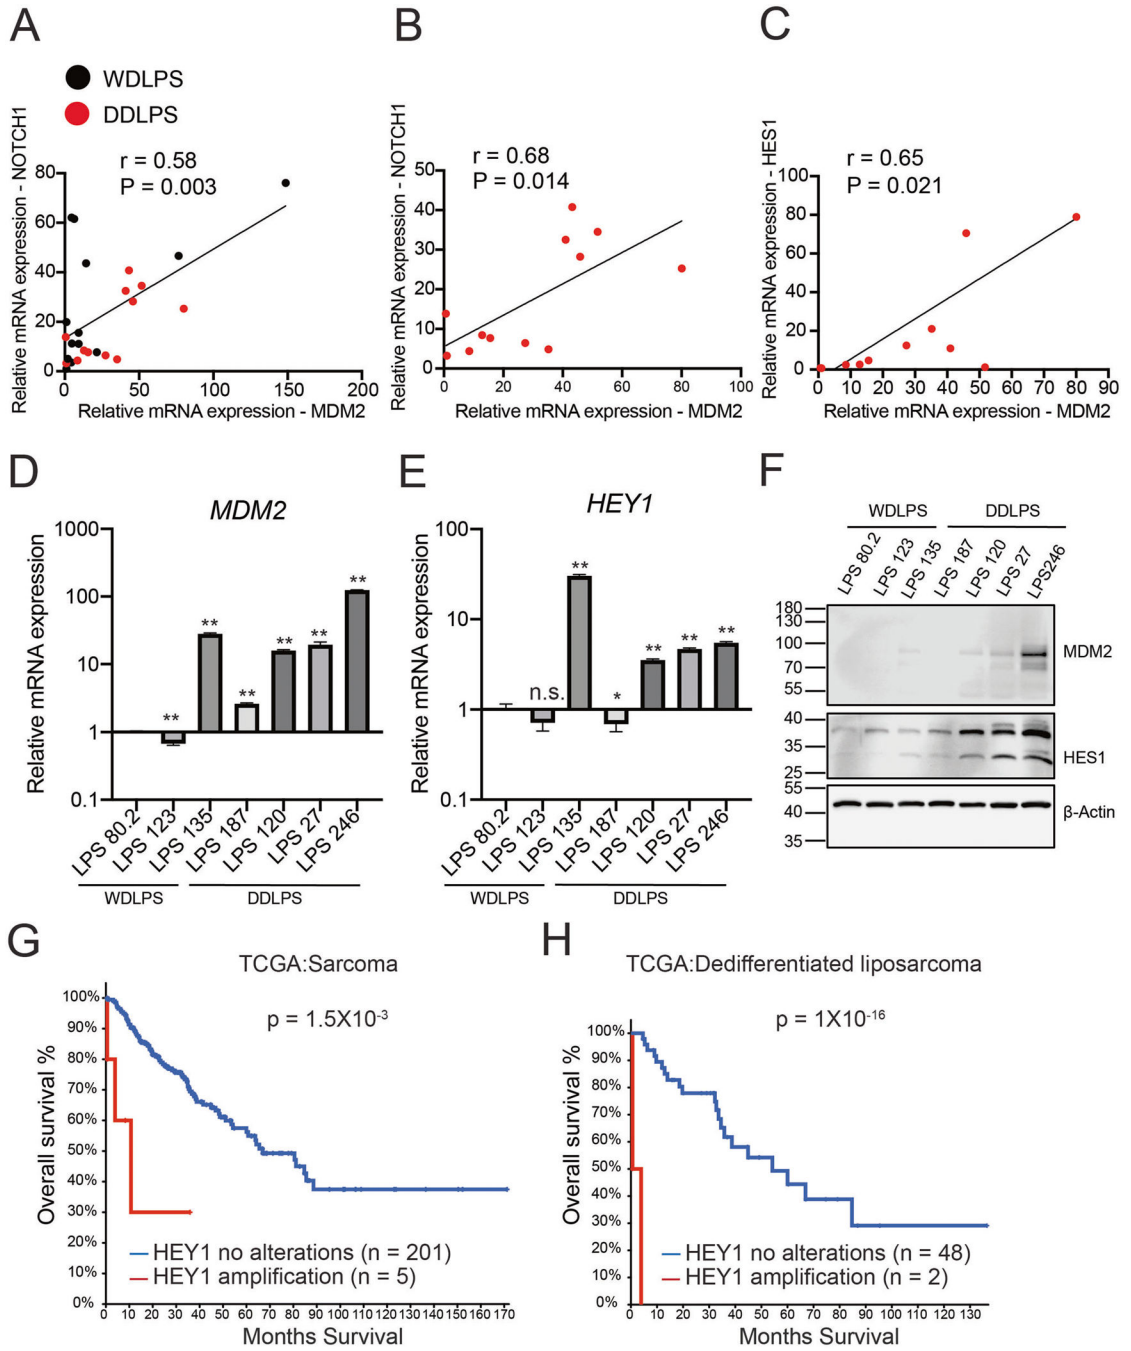 A
WDLPS
DDLPS
r = 0.58
P = 0.003
Relative mRNA expression - NOTCH1
80
60
40
20
0
0 50 100 150 200
Relative mRNA expression - MDM2
B
r = 0.68
P = 0.014
Relative mRNA expression - NOTCH1
50
40
30
20
10
0
0 20 40 60 80 100
Relative mRNA expression - MDM2
C
r = 0.65
P = 0.021
Relative mRNA expression - HES1
100
80
60
40
20
0
0 10 20 30 40 50 60 70 80 90
Relative mRNA expression - MDM2
D
MDM2
Relative mRNA expression
1000
100
10
1
0.1
**
**
**
**
**
**
LPS 80.2
LPS 123
LPS 135
LPS 187
LPS 120
LPS 27
LPS 246
WDLPS
DDLPS
E
HEY1
Relative mRNA expression
100
10
1
0.1
n.s.
**
*
**
**
**
LPS 80.2
LPS 123
LPS 135
LPS 187
LPS 120
LPS 27
LPS 246
WDLPS
DDLPS
F
WDLPS
DDLPS
LPS 80.2
LPS 123
LPS 135
LPS 187
LPS 120
LPS 27
LPS246
180
130
100
70
55
MDM2
40
35
25
HES1
55
40
35
β-Actin
G
TCGA:Sarcoma
p = 1.5X10⁻³
Overall survival %
100%
90%
80%
70%
60%
50%
40%
30%
20%
10%
0%
HEY1 no alterations (n = 201)
HEY1 amplification (n = 5)
0 10 20 30 40 50 60 70 80 90 100 110 120 130 140 150 160 170
Months Survival
H
TCGA:Dedifferentiated liposarcoma
p = 1X10⁻¹⁶
Overall survival %
100%
90%
80%
70%
60%
50%
40%
30%
20%
10%
0%
HEY1 no alterations (n = 48)
HEY1 amplification (n = 2)
0 10 20 30 40 50 60 70 80 90 100 110 120 130
Months Survival